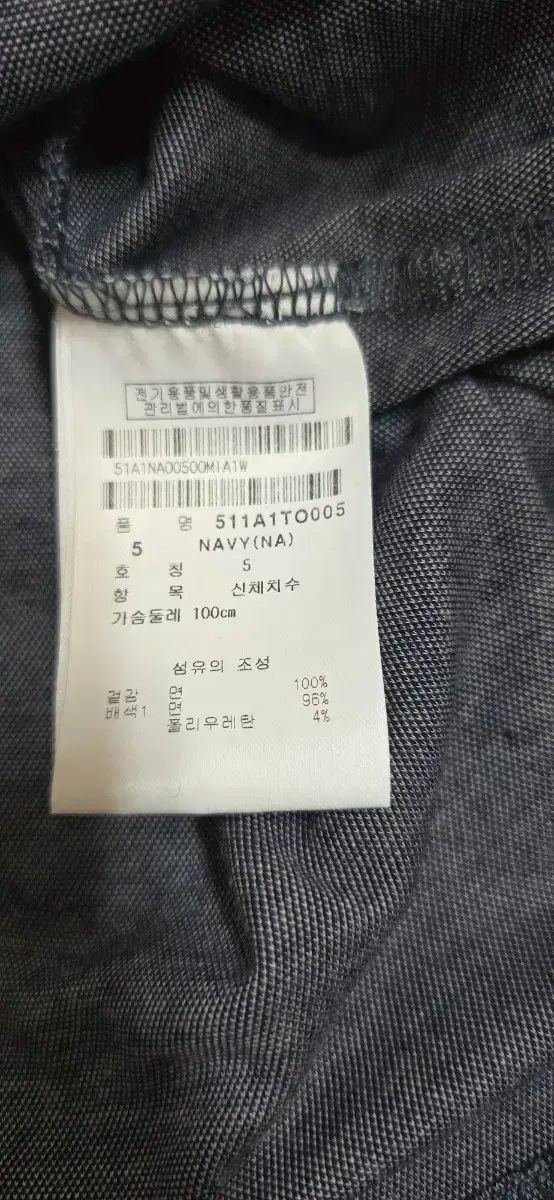 전기용품및생활용품안전
관리법에의한품질표시
51A1NA00500MIA1W
품 명 511A1TO005
5 NAVY(NA)
호 칭 5
항 목 신체치수
가슴둘레 100cm
섬유의 조성
겉감 면 100%
배색1 면 96%
폴리우레탄 4%